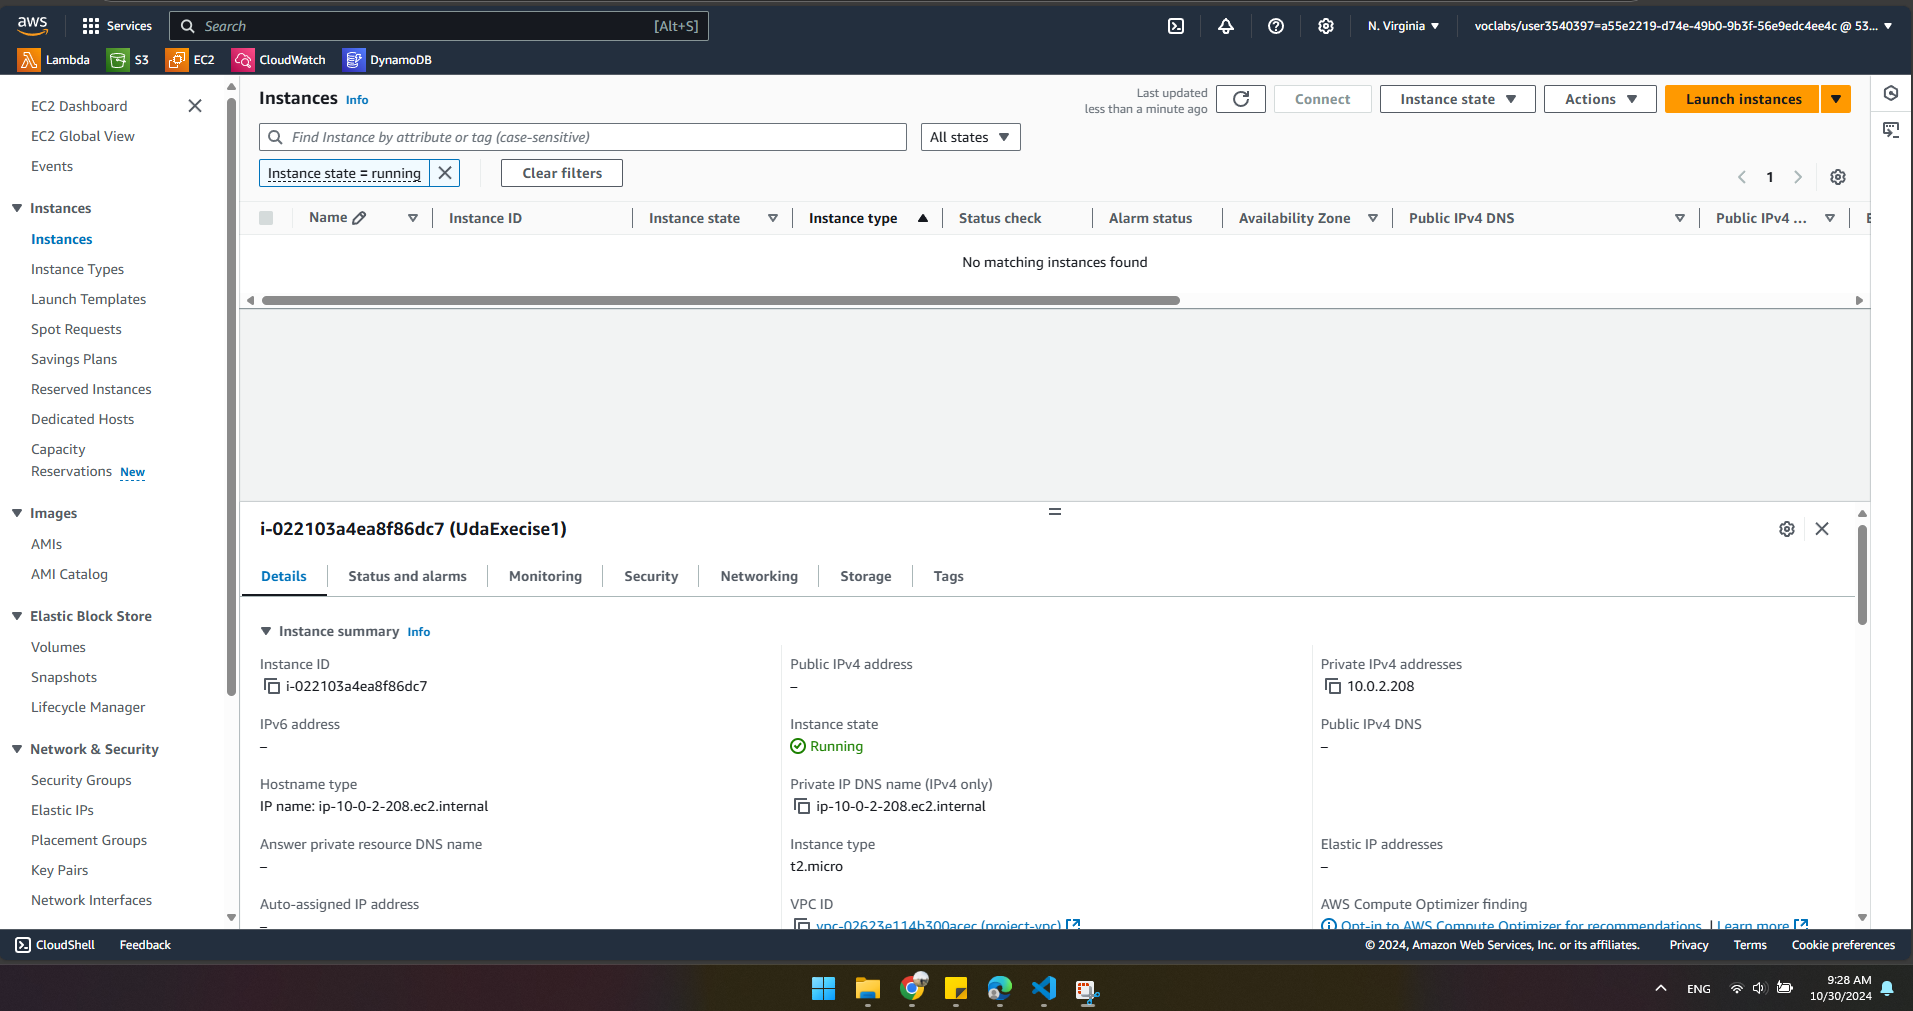 aws
Services
Search
[Alt+S]
N. Virginia
voclabs/user3540397=a55e2219-d74e-49b0-9b3f-56e9edc4ee4c @ 53...
Lambda
S3
EC2
CloudWatch
DynamoDB
EC2 Dashboard
EC2 Global View
Events
Instances
Instances
Instance Types
Launch Templates
Spot Requests
Savings Plans
Reserved Instances
Dedicated Hosts
Capacity
Reservations New
Images
AMIs
AMI Catalog
Elastic Block Store
Volumes
Snapshots
Lifecycle Manager
Network & Security
Security Groups
Elastic IPs
Placement Groups
Key Pairs
Network Interfaces
Instances Info
Last updated
less than a minute ago
Connect
Instance state
Actions
Launch instances
Find Instance by attribute or tag (case-sensitive)
All states
Instance state = running
Clear filters
1
Name
Instance ID
Instance state
Instance type
Status check
Alarm status
Availability Zone
Public IPv4 DNS
Public IPv4 ...
No matching instances found
i-022103a4ea8f86dc7 (UdaExecise1)
Details
Status and alarms
Monitoring
Security
Networking
Storage
Tags
Instance summary Info
Instance ID
i-022103a4ea8f86dc7
Public IPv4 address
–
Private IPv4 addresses
10.0.2.208
IPv6 address
–
Instance state
Running
Public IPv4 DNS
–
Hostname type
IP name: ip-10-0-2-208.ec2.internal
Private IP DNS name (IPv4 only)
ip-10-0-2-208.ec2.internal
Answer private resource DNS name
–
Instance type
t2.micro
Elastic IP addresses
–
Auto-assigned IP address
–
VPC ID
vpc-02623e114b300acec (project-vpc)
AWS Compute Optimizer finding
Opt-in to AWS Compute Optimizer for recommendations. | Learn more
CloudShell
Feedback
© 2024, Amazon Web Services, Inc. or its affiliates.
Privacy
Terms
Cookie preferences
ENG
9:28 AM
10/30/2024